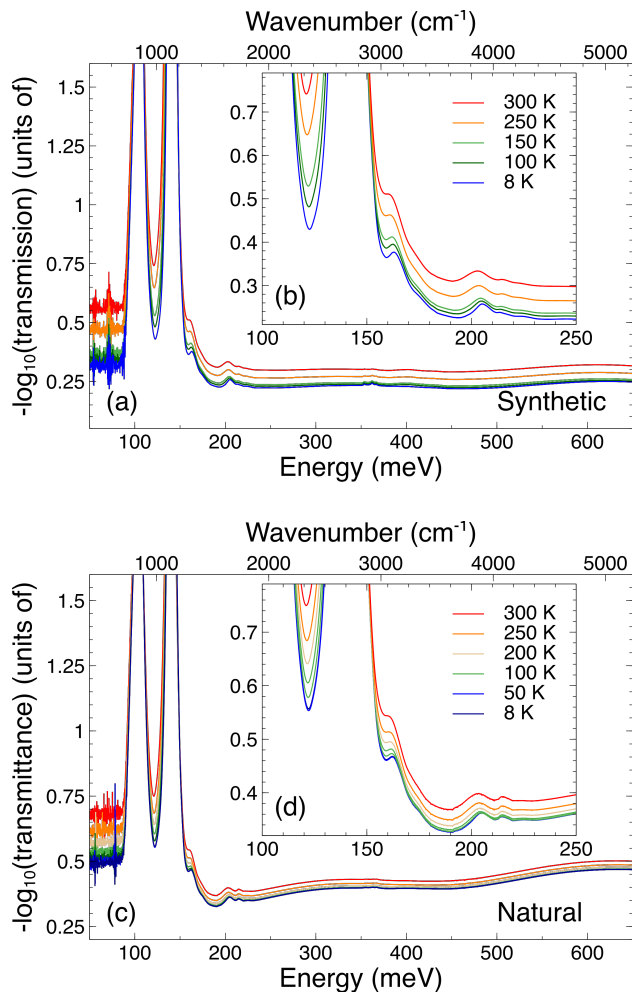 Wavenumber (cm⁻¹)
1000 2000 3000 4000 5000
-log₁₀(transmission) (units of)
1.5
1.25
1
0.75
0.5
0.25
0.7
0.6
0.5
0.4
0.3
300 K
250 K
150 K
100 K
8 K
(b)
100 150 200 250
(a)
Synthetic
100 200 300 400 500 600
Energy (meV)
Wavenumber (cm⁻¹)
1000 2000 3000 4000 5000
-log₁₀(transmittance) (units of)
1.5
1.25
1
0.75
0.5
0.25
0.7
0.6
0.5
0.4
300 K
250 K
200 K
100 K
50 K
8 K
(d)
100 150 200 250
(c)
Natural
100 200 300 400 500 600
Energy (meV)